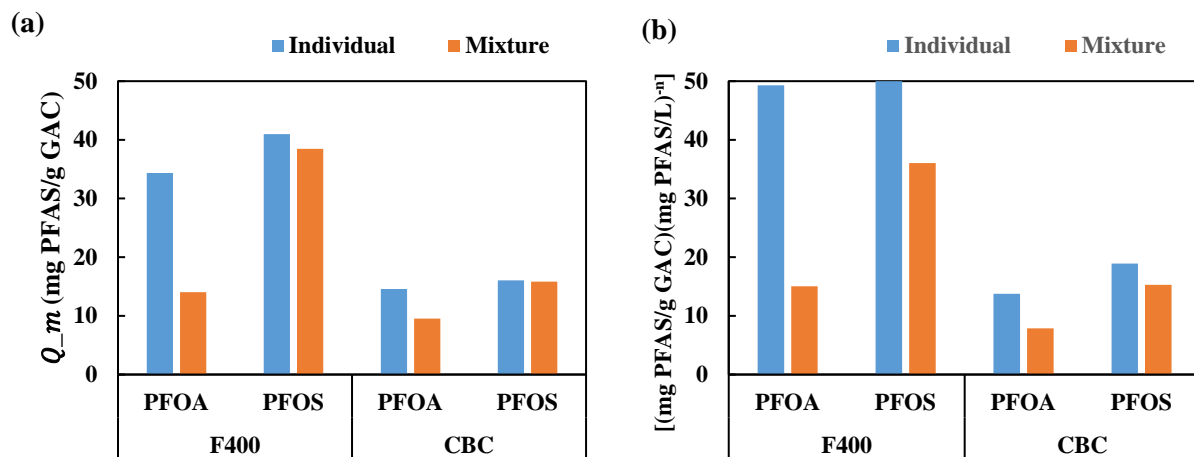 (a)
Individual Mixture
50
40
30
20
10
0
Q_m (mg PFAS/g GAC)
PFOA PFOS PFOA PFOS
F400 CBC
(b)
Individual Mixture
50
40
30
20
10
0
[(mg PFAS/g GAC)(mg PFAS/L)⁻ⁿ]
PFOA PFOS PFOA PFOS
F400 CBC